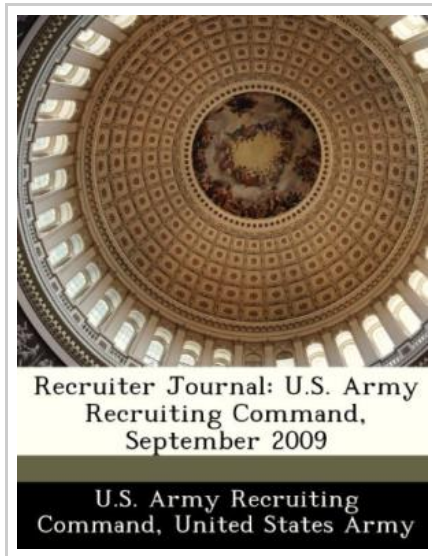 Recruiter Journal: U.S. Army
Recruiting Command,
September 2009
U.S. Army Recruiting
Command, United States Army